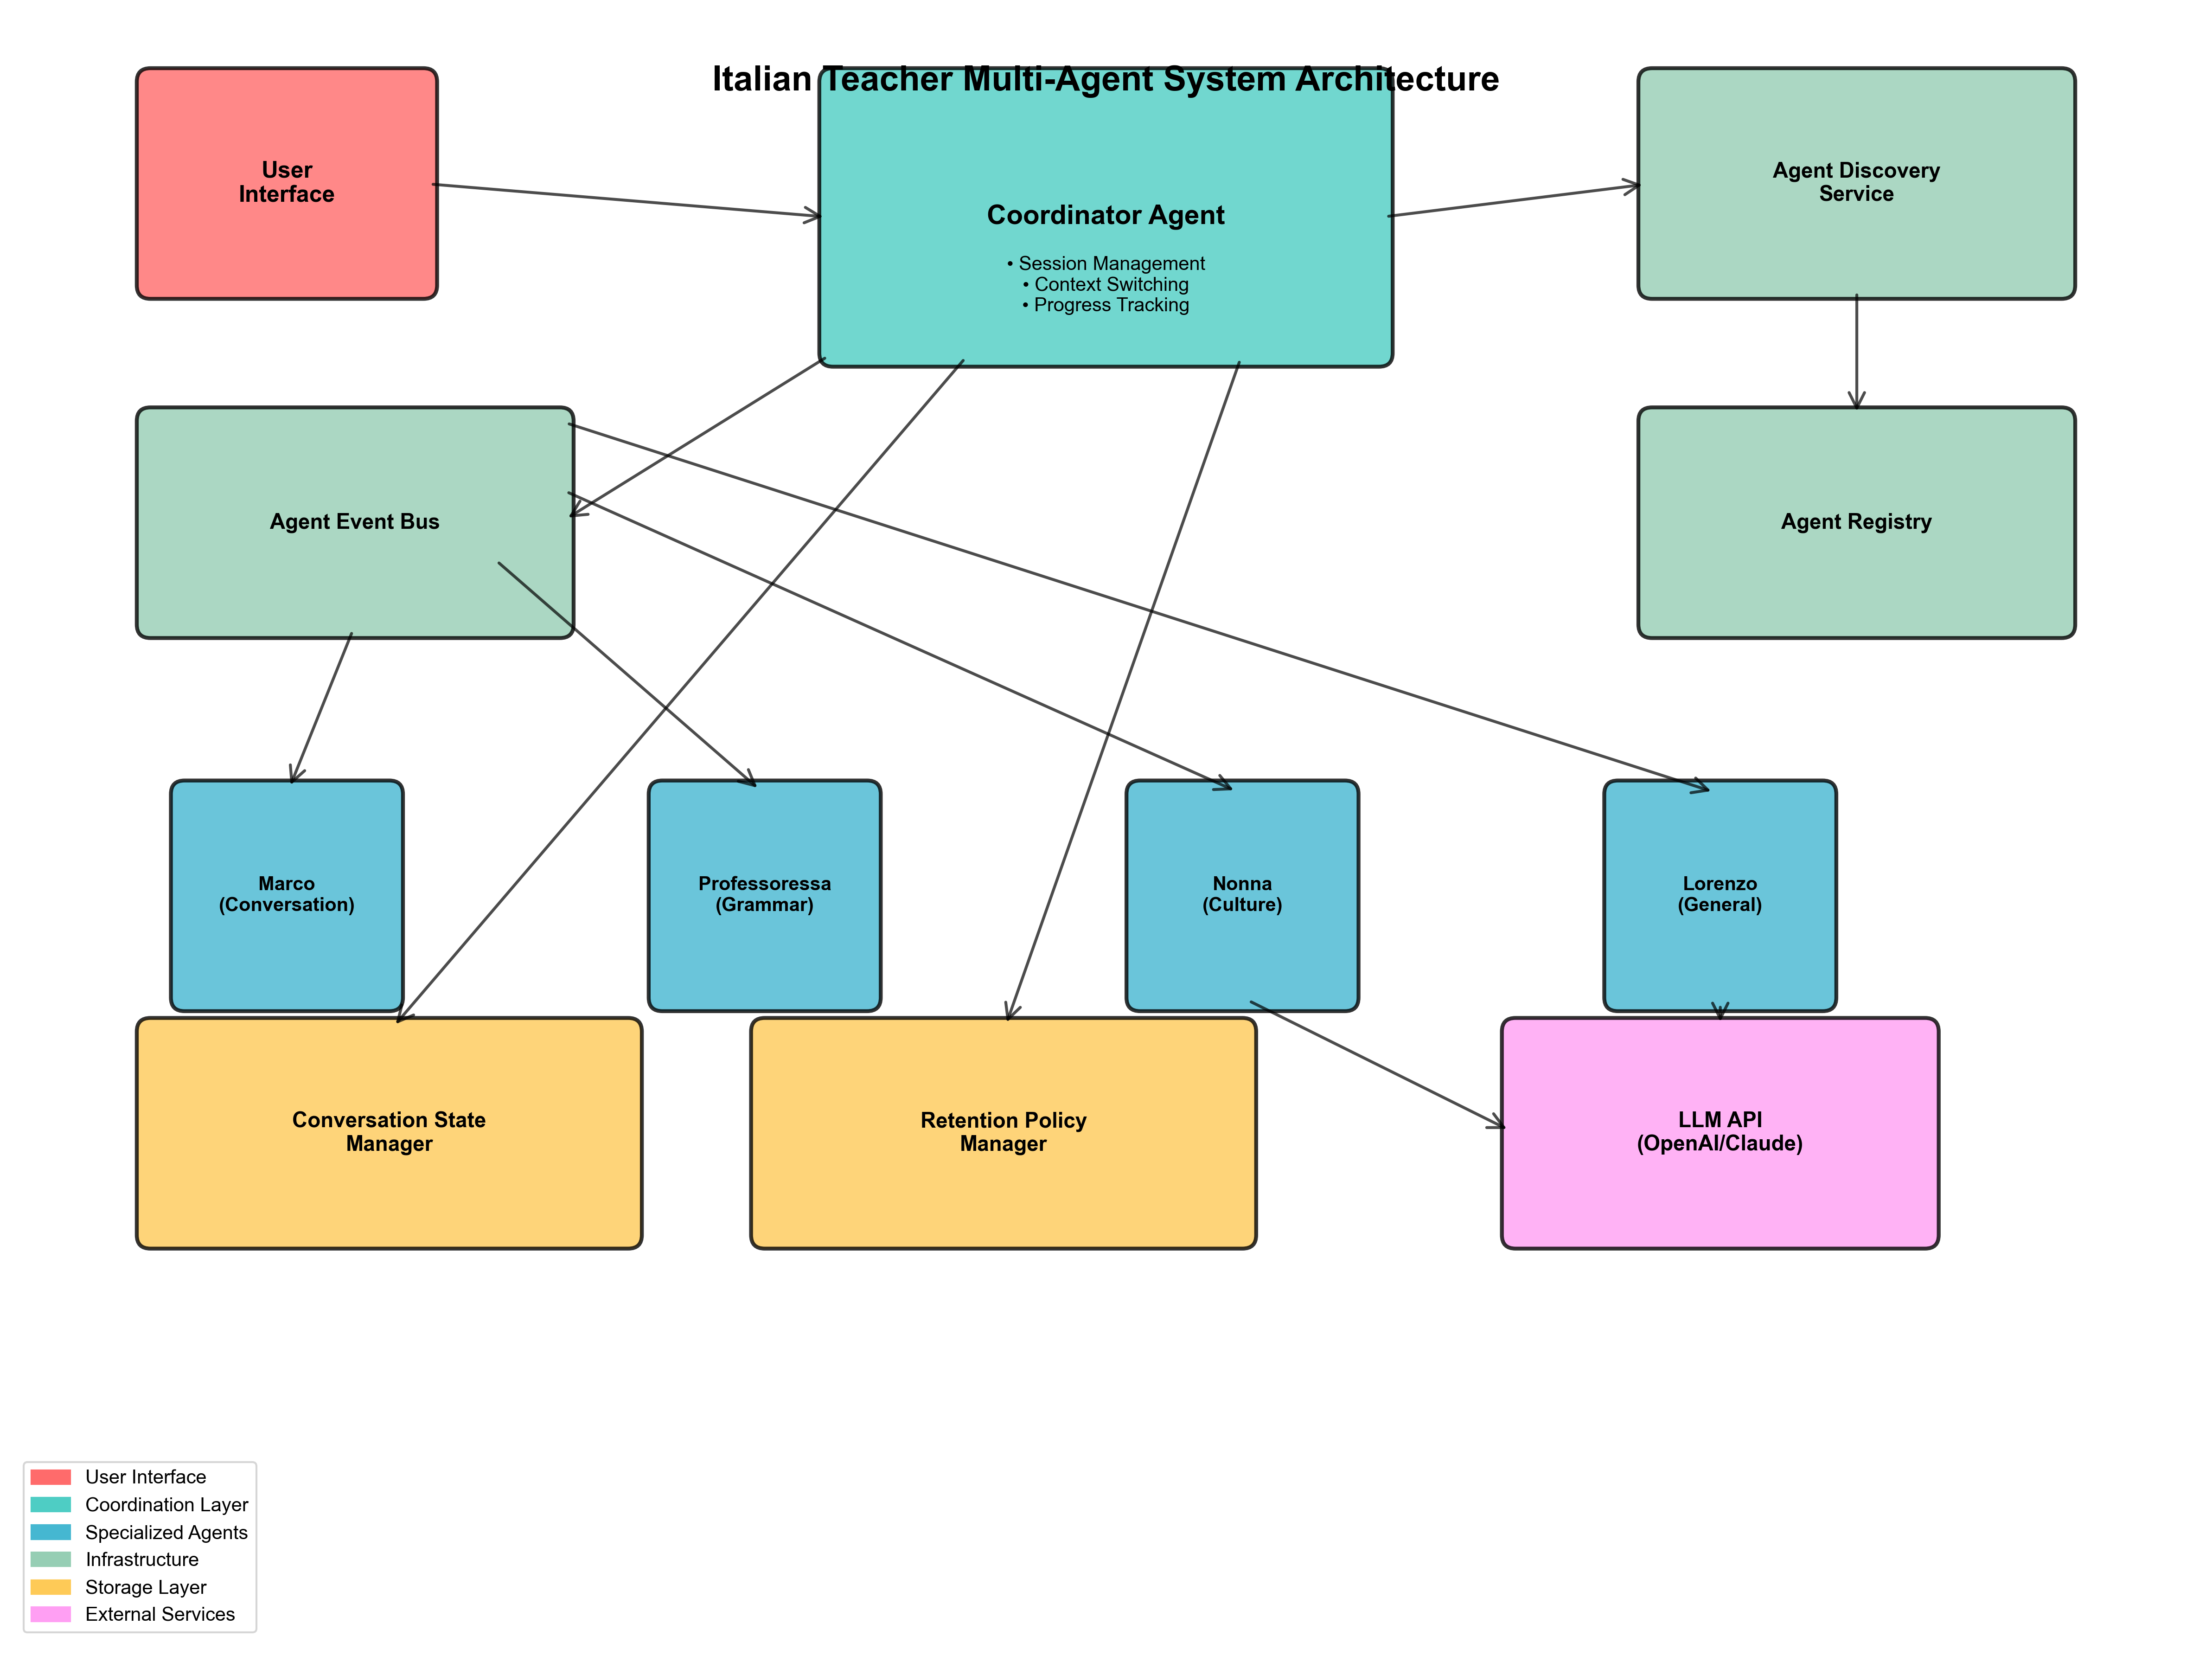 Italian Teacher Multi-Agent System Architecture
User
Interface
Coordinator Agent
• Session Management
• Context Switching
• Progress Tracking
Agent Discovery
Service
Agent Event Bus
Agent Registry
Marco
(Conversation)
Professoressa
(Grammar)
Nonna
(Culture)
Lorenzo
(General)
Conversation State
Manager
Retention Policy
Manager
LLM API
(OpenAI/Claude)
User Interface
Coordination Layer
Specialized Agents
Infrastructure
Storage Layer
External Services